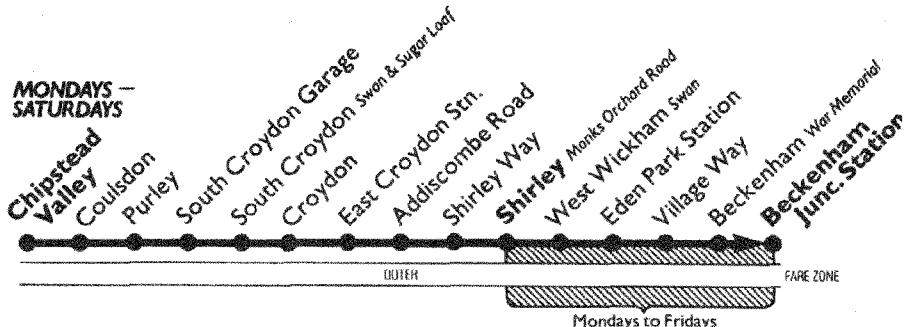 MONDAYS –
SATURDAYS
Chipstead
Valley
Coulsdon
Purley
South Croydon Garage
South Croydon Swan & Sugar Loaf
Croydon
East Croydon Stn.
Addiscombe Road
Shirley Way
Shirley Monks Orchard Road
West Wickham Swan
Eden Park Station
Village Way
Beckenham War Memorial
Beckenham
Junc. Station
OUTER
FARE ZONE
Mondays to Fridays